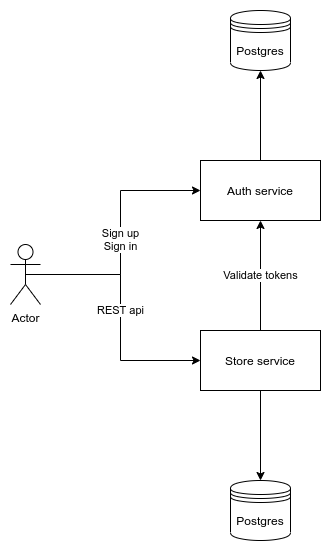 Postgres
Auth service
Sign up
Sign in
Validate tokens
Actor
REST api
Store service
Postgres